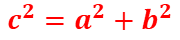 c² = a² + b²